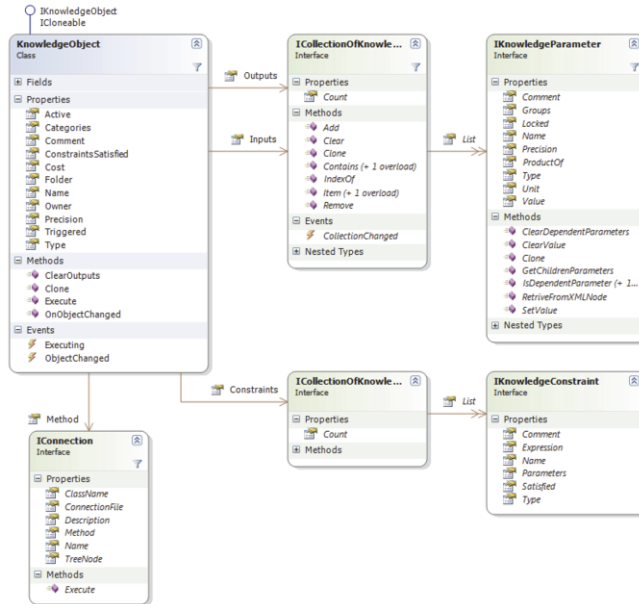 IKnowledgeObject
ICloneable
KnowledgeObject
Class
Fields
Properties
Active
Categories
Comment
ConstraintsSatisfied
Cost
Folder
Name
Owner
Precision
Triggered
Type
Methods
ClearOutputs
Clone
Execute
OnObjectChanged
Events
Executing
ObjectChanged
Outputs
Inputs
ICollectionOfKnowle...
Interface
Properties
Count
Methods
Add
Clear
Clone
Contains (+ 1 overload)
IndexOf
Item (+ 1 overload)
Remove
Events
CollectionChanged
Nested Types
List
IKnowledgeParameter
Interface
Properties
Comment
Groups
Locked
Name
Precision
ProductOf
Type
Unit
Value
Methods
ClearDependentParameters
ClearValue
Clone
GetChildrenParameters
IsDependentParameter (+ 1...
RetriveFromXMLNode
SetValue
Nested Types
Constraints
ICollectionOfKnowle...
Interface
Properties
Count
Methods
List
IKnowledgeConstraint
Interface
Properties
Comment
Expression
Name
Parameters
Satisfied
Type
Method
IConnection
Interface
Properties
ClassName
ConnectionFile
Description
Method
Name
TreeNode
Methods
Execute